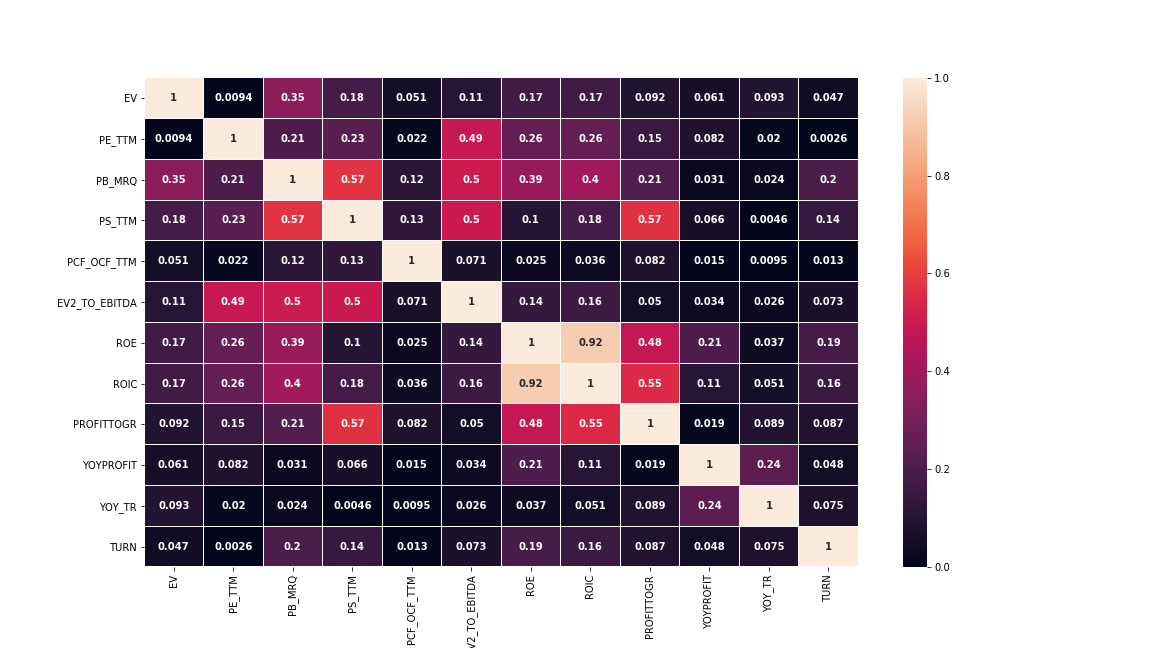 EV 1 0.0094 0.35 0.18 0.051 0.11 0.17 0.17 0.092 0.061 0.093 0.047
PE_TTM 0.0094 1 0.21 0.23 0.022 0.49 0.26 0.26 0.15 0.082 0.02 0.0026
PB_MRQ 0.35 0.21 1 0.57 0.12 0.5 0.39 0.4 0.21 0.031 0.024 0.2
PS_TTM 0.18 0.23 0.57 1 0.13 0.5 0.1 0.18 0.57 0.066 0.0046 0.14
PCF_OCF_TTM 0.051 0.022 0.12 0.13 1 0.071 0.025 0.036 0.082 0.015 0.0095 0.013
EV2_TO_EBITDA 0.11 0.49 0.5 0.5 0.071 1 0.14 0.16 0.05 0.034 0.026 0.073
ROE 0.17 0.26 0.39 0.1 0.025 0.14 1 0.92 0.48 0.21 0.037 0.19
ROIC 0.17 0.26 0.4 0.18 0.036 0.16 0.92 1 0.55 0.11 0.051 0.16
PROFITTOGR 0.092 0.15 0.21 0.57 0.082 0.05 0.48 0.55 1 0.019 0.089 0.087
YOYPROFIT 0.061 0.082 0.031 0.066 0.015 0.034 0.21 0.11 0.019 1 0.24 0.048
YOY_TR 0.093 0.02 0.024 0.0046 0.0095 0.026 0.037 0.051 0.089 0.24 1 0.075
TURN 0.047 0.0026 0.2 0.14 0.013 0.073 0.19 0.16 0.087 0.048 0.075 1
EV
PE_TTM
PB_MRQ
PS_TTM
PCF_OCF_TTM
V2_TO_EBITDA
ROE
ROIC
PROFITTOGR
YOYPROFIT
YOY_TR
TURN
1.0
0.8
0.6
0.4
0.2
0.0